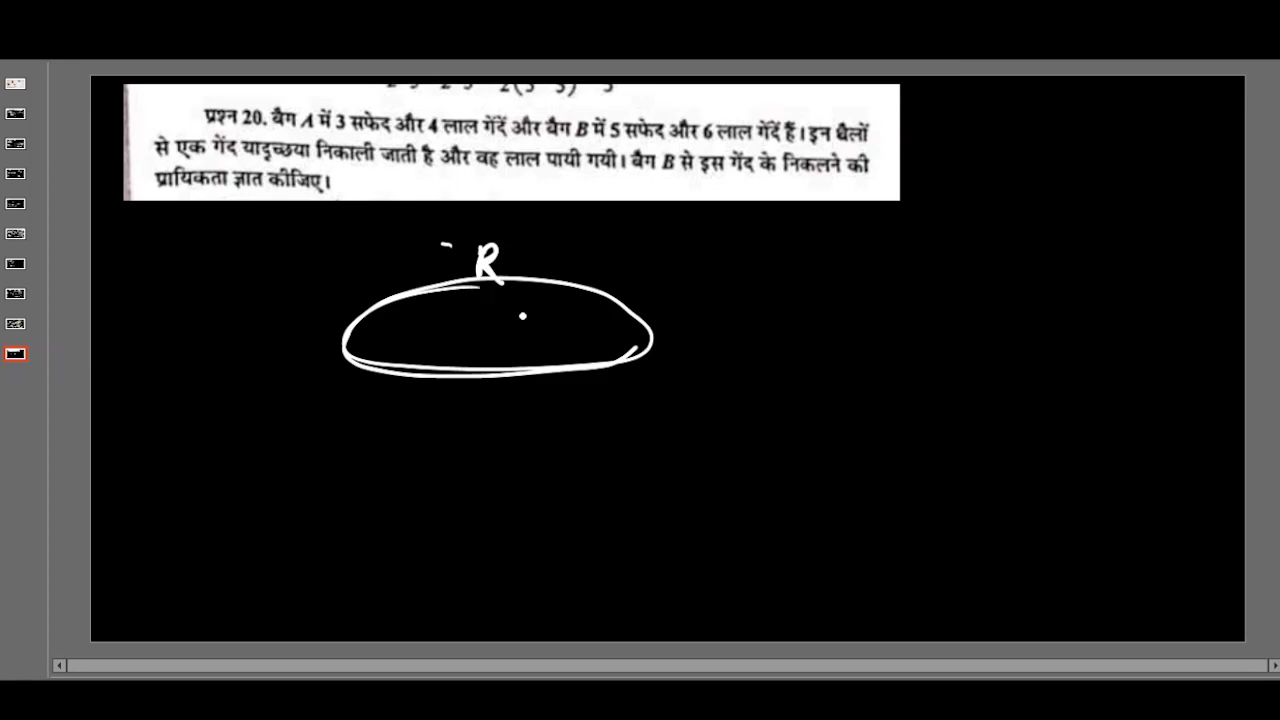 प्रश्न 20. बैग A में 3 सफेद और 4 लाल गेंदें और बैग B में 5 सफेद और 6 लाल गेंदें हैं। इन थैलों
से एक गेंद यादृच्छया निकाली जाती है और वह लाल पायी गयी। बैग B से इस गेंद के निकलने की
प्रायिकता ज्ञात कीजिए।
R